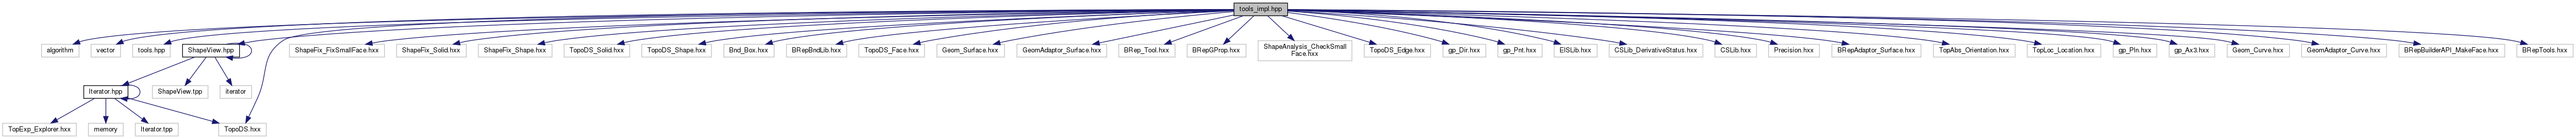 tools_impl.hpp
algorithm
vector
tools.hpp
ShapeView.hpp
ShapeFix_FixSmallFace.hxx
ShapeFix_Solid.hxx
ShapeFix_Shape.hxx
TopoDS_Solid.hxx
TopoDS_Shape.hxx
Bnd_Box.hxx
BRepBndLib.hxx
TopoDS_Face.hxx
Geom_Surface.hxx
GeomAdaptor_Surface.hxx
BRep_Tool.hxx
BRepGProp.hxx
ShapeAnalysis_CheckSmall
Face.hxx
TopoDS_Edge.hxx
gp_Dir.hxx
gp_Pnt.hxx
ElSLib.hxx
CSLib_DerivativeStatus.hxx
CSLib.hxx
Precision.hxx
BRepAdaptor_Surface.hxx
TopAbs_Orientation.hxx
TopLoc_Location.hxx
gp_Pln.hxx
gp_Ax3.hxx
Geom_Curve.hxx
GeomAdaptor_Curve.hxx
BRepBuilderAPI_MakeFace.hxx
BRepTools.hxx
Iterator.hpp
ShapeView.tpp
iterator
TopExp_Explorer.hxx
memory
Iterator.tpp
TopoDS.hxx